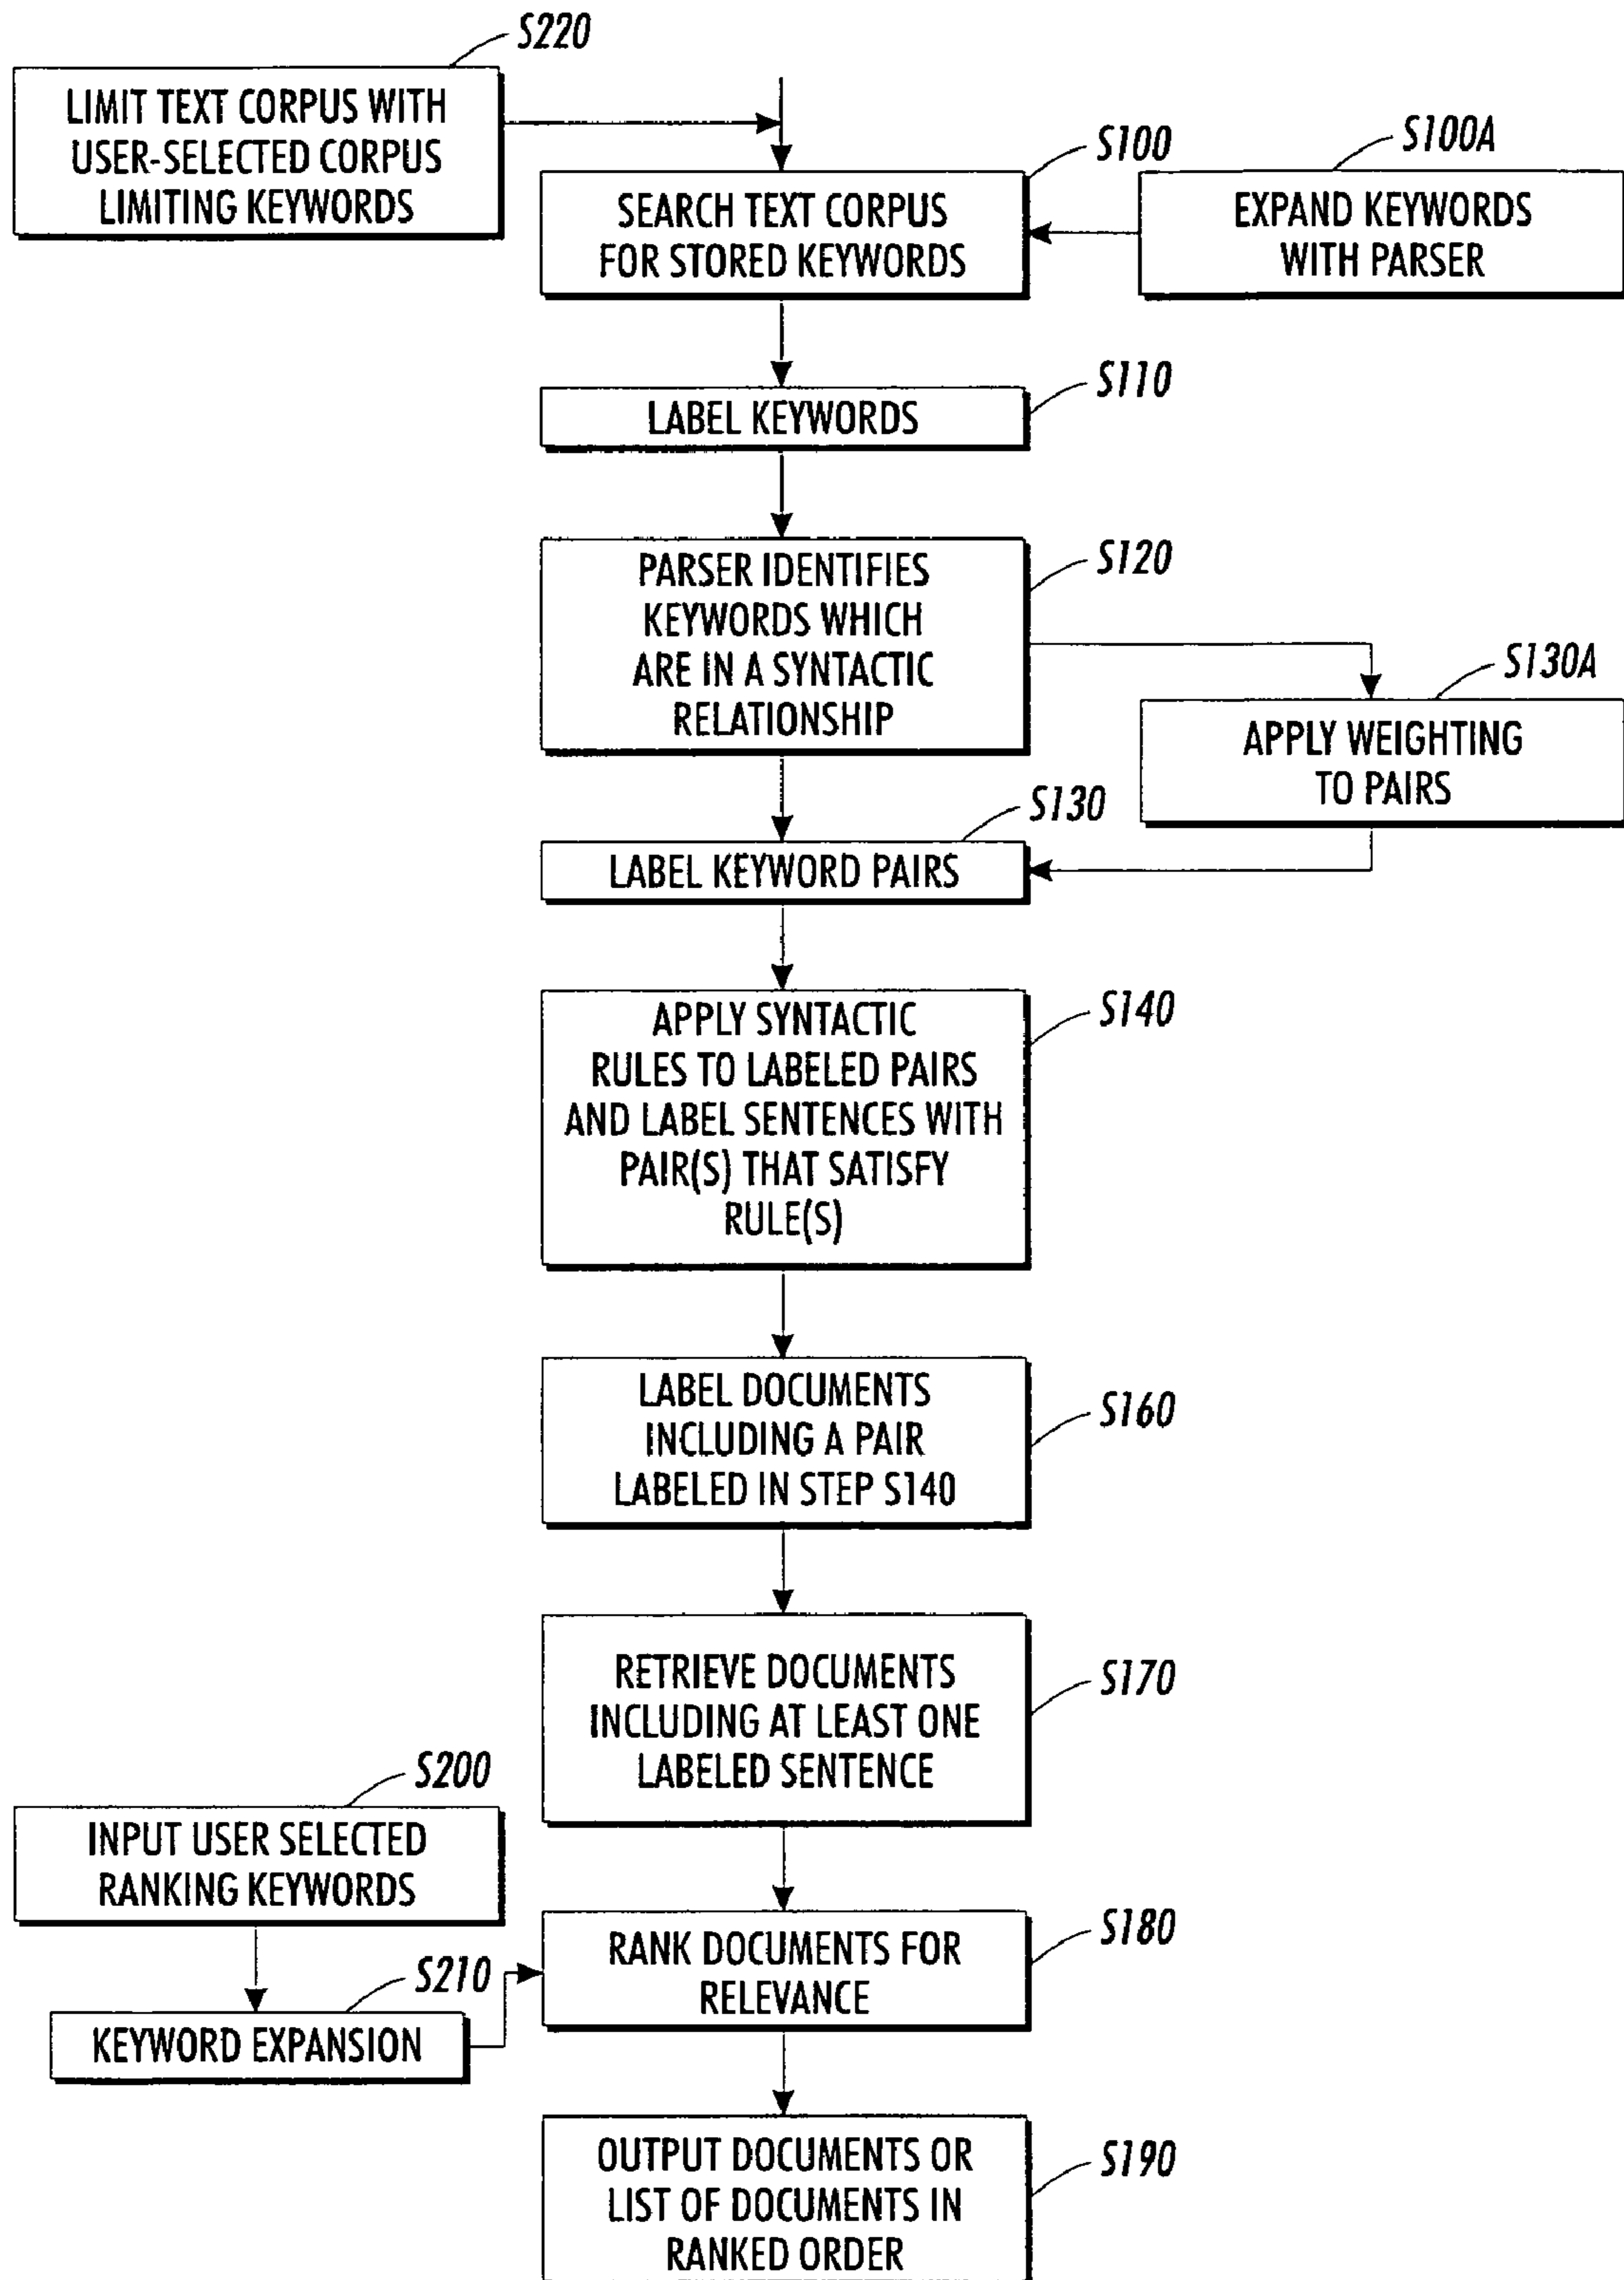 S220
LIMIT TEXT CORPUS WITH
USER-SELECTED CORPUS
LIMITING KEYWORDS
S100
SEARCH TEXT CORPUS
FOR STORED KEYWORDS
S100A
EXPAND KEYWORDS
WITH PARSER
S110
LABEL KEYWORDS
S120
PARSER IDENTIFIES
KEYWORDS WHICH
ARE IN A SYNTACTIC
RELATIONSHIP
S130A
APPLY WEIGHTING
TO PAIRS
S130
LABEL KEYWORD PAIRS
S140
APPLY SYNTACTIC
RULES TO LABELED PAIRS
AND LABEL SENTENCES WITH
PAIR(S) THAT SATISFY
RULE(S)
S160
LABEL DOCUMENTS
INCLUDING A PAIR
LABELED IN STEP S140
S170
RETRIEVE DOCUMENTS
INCLUDING AT LEAST ONE
LABELED SENTENCE
S200
INPUT USER SELECTED
RANKING KEYWORDS
S210
KEYWORD EXPANSION
S180
RANK DOCUMENTS FOR
RELEVANCE
S190
OUTPUT DOCUMENTS OR
LIST OF DOCUMENTS IN
RANKED ORDER